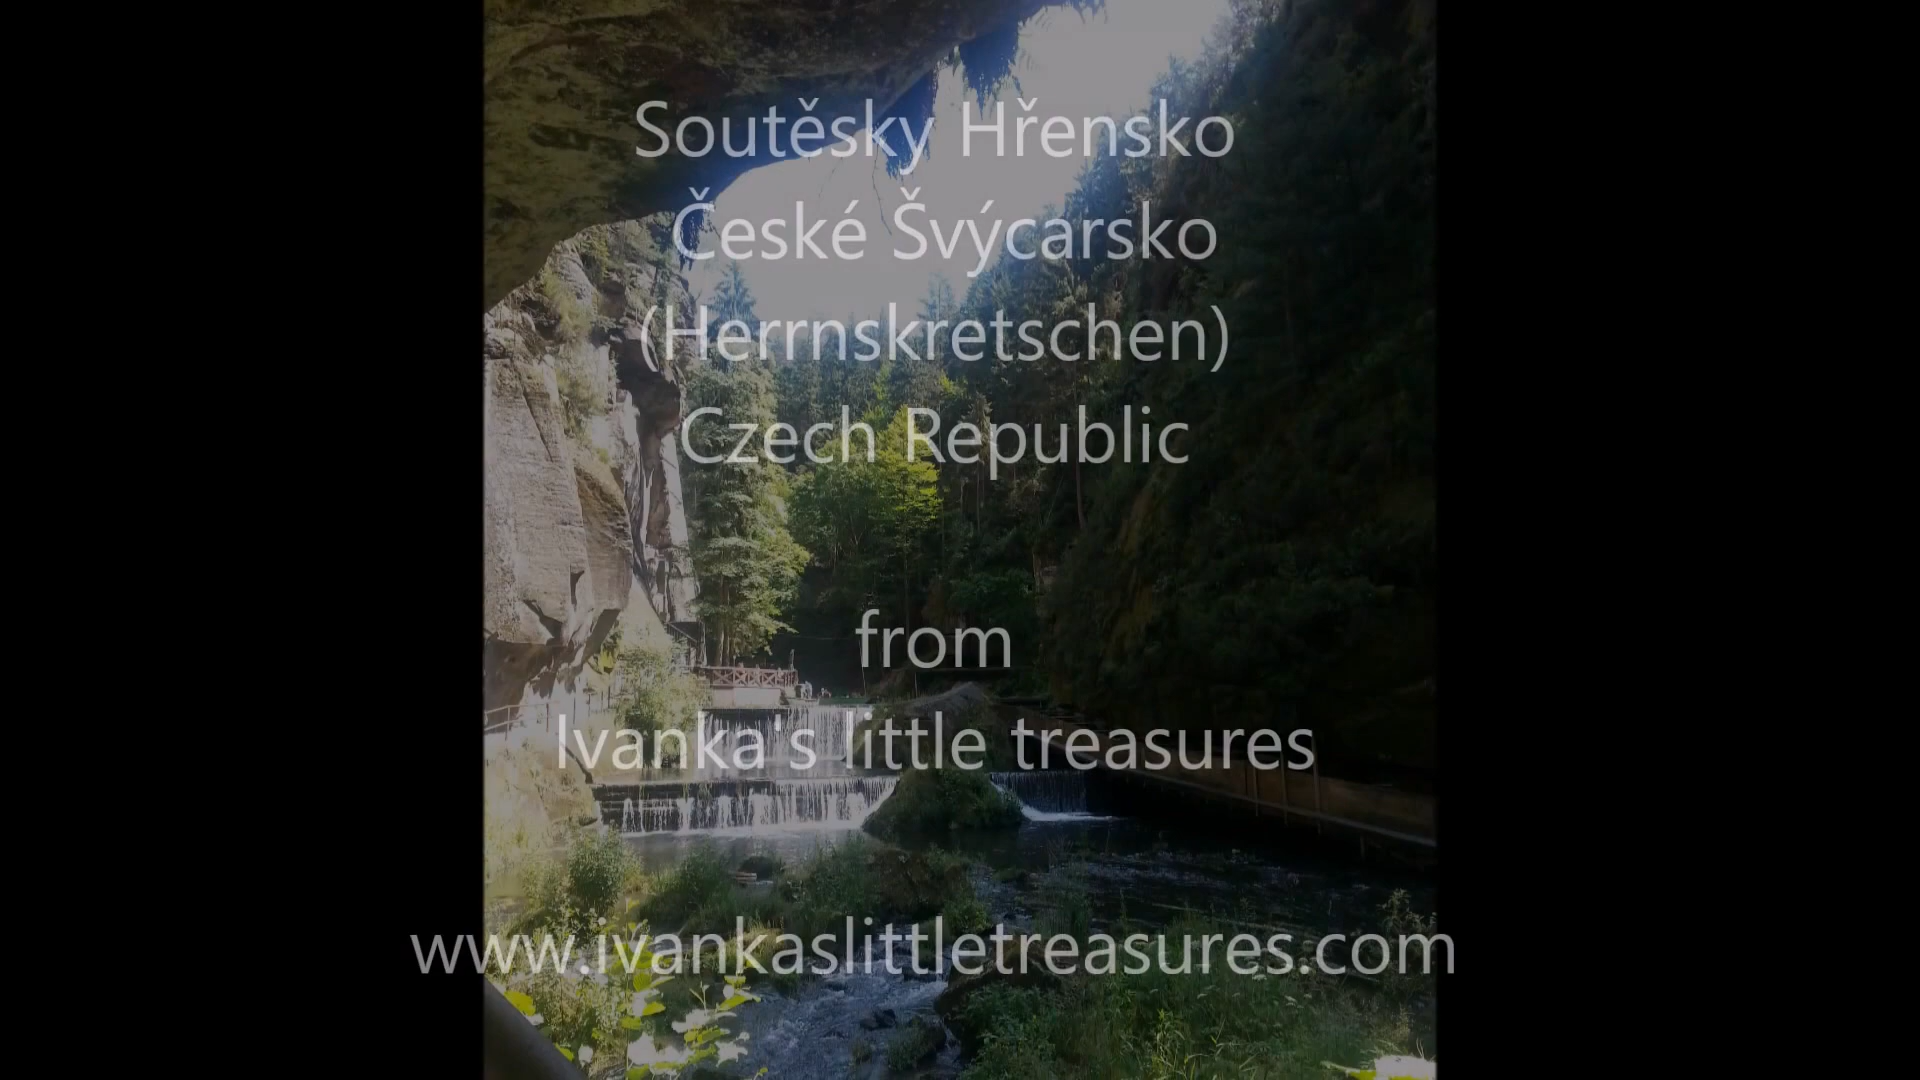 Soutěsky Hřensko
České Švýcarsko
(Herrnskretschen)
Czech Republic
from
Ivanka's little treasures
www.ivankaslittletreasures.com